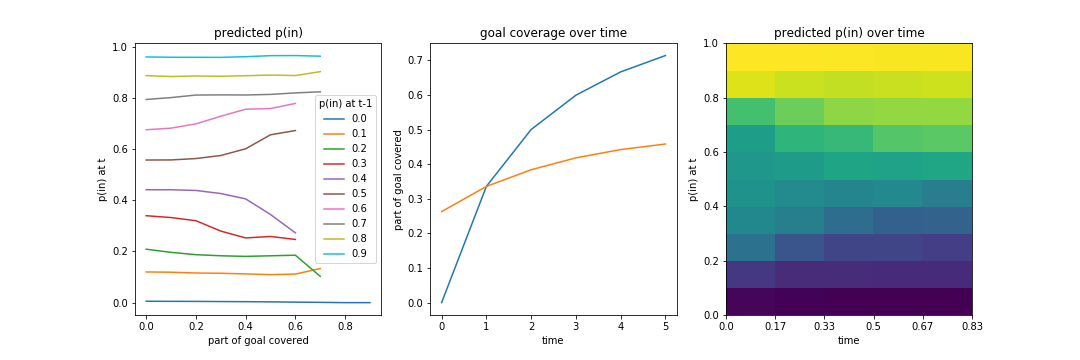 predicted p(in)
p(in) at t
1.0
0.8
0.6
0.4
0.2
0.0
0.0 0.2 0.4 0.6 0.8
part of goal covered
p(in) at t-1
0.0
0.1
0.2
0.3
0.4
0.5
0.6
0.7
0.8
0.9
goal coverage over time
part of goal covered
0.7
0.6
0.5
0.4
0.3
0.2
0.1
0.0
0 1 2 3 4 5
time
predicted p(in) over time
p(in) at t
1.0
0.8
0.6
0.4
0.2
0.0
0.0 0.17 0.33 0.5 0.67 0.83
time